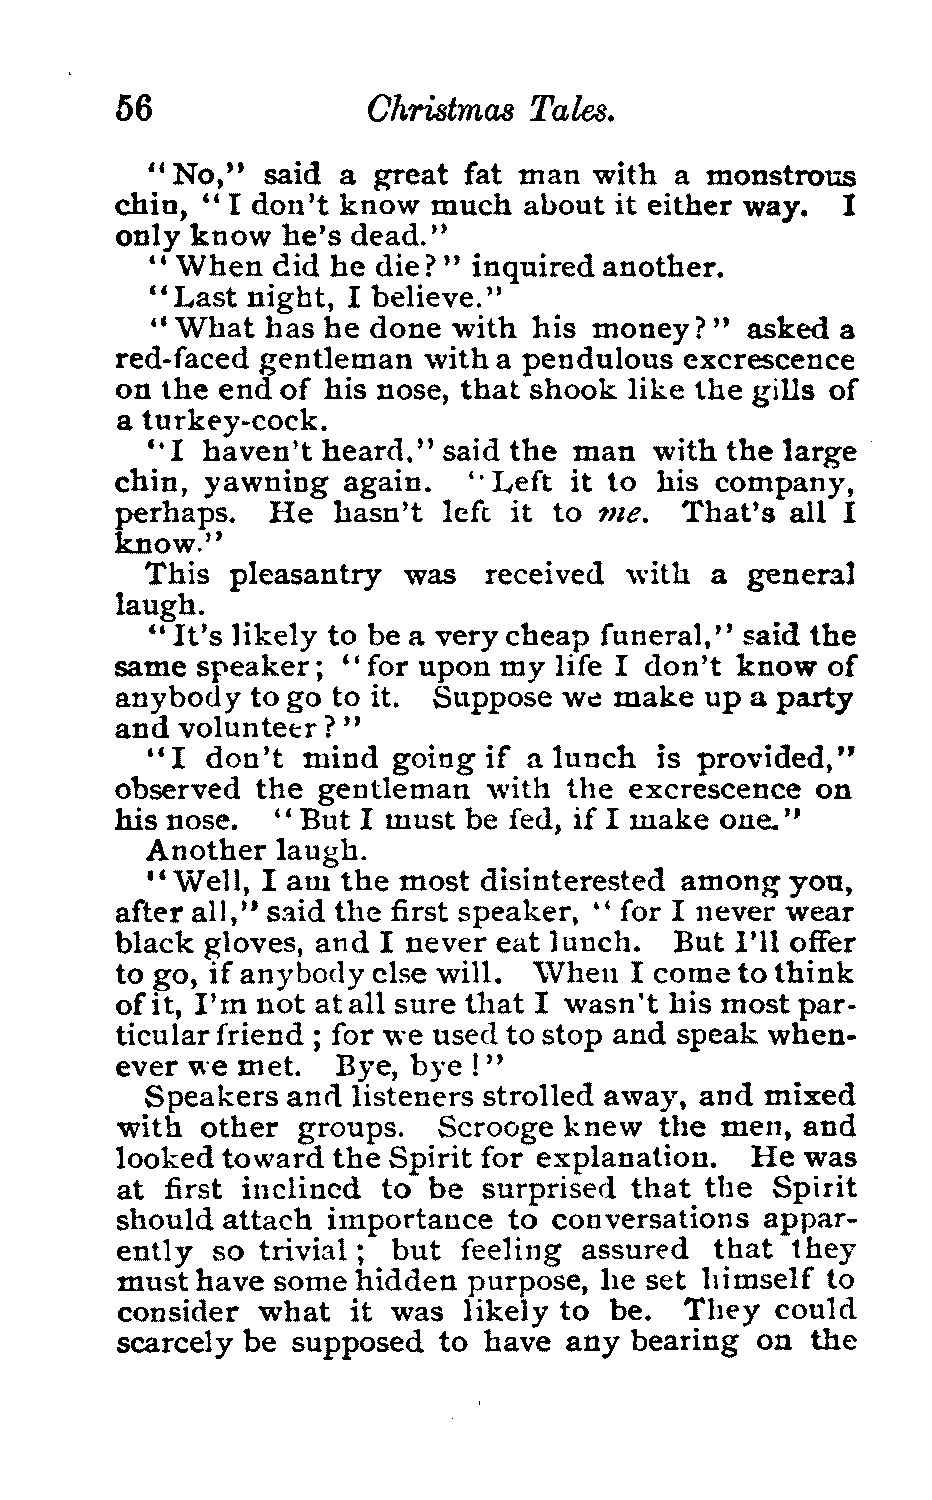 56 Christmas Tales.
"No," said a great fat man with a monstrous
chin, "I don't know much about it either way. I
only know he's dead."
"When did he die?" inquired another.
"Last night, I believe."
"What has he done with his money?" asked a
red-faced gentleman with a pendulous excrescence
on the end of his nose, that shook like the gills of
a turkey-cock.
"I haven't heard," said the man with the large
chin, yawning again. "Left it to his company,
perhaps. He hasn't left it to me. That's all I
know."
This pleasantry was received with a general
laugh.
"It's likely to be a very cheap funeral," said the
same speaker; "for upon my life I don't know of
anybody to go to it. Suppose we make up a party
and volunteer?"
"I don't mind going if a lunch is provided,"
observed the gentleman with the excrescence on
his nose. "But I must be fed, if I make one."
Another laugh.
"Well, I am the most disinterested among you,
after all," said the first speaker, "for I never wear
black gloves, and I never eat lunch. But I'll offer
to go, if anybody else will. When I come to think
of it, I'm not at all sure that I wasn't his most par-
ticular friend; for we used to stop and speak when-
ever we met. Bye, bye!"
Speakers and listeners strolled away, and mixed
with other groups. Scrooge knew the men, and
looked toward the Spirit for explanation. He was
at first inclined to be surprised that the Spirit
should attach importance to conversations appar-
ently so trivial; but feeling assured that they
must have some hidden purpose, he set himself to
consider what it was likely to be. They could
scarcely be supposed to have any bearing on the